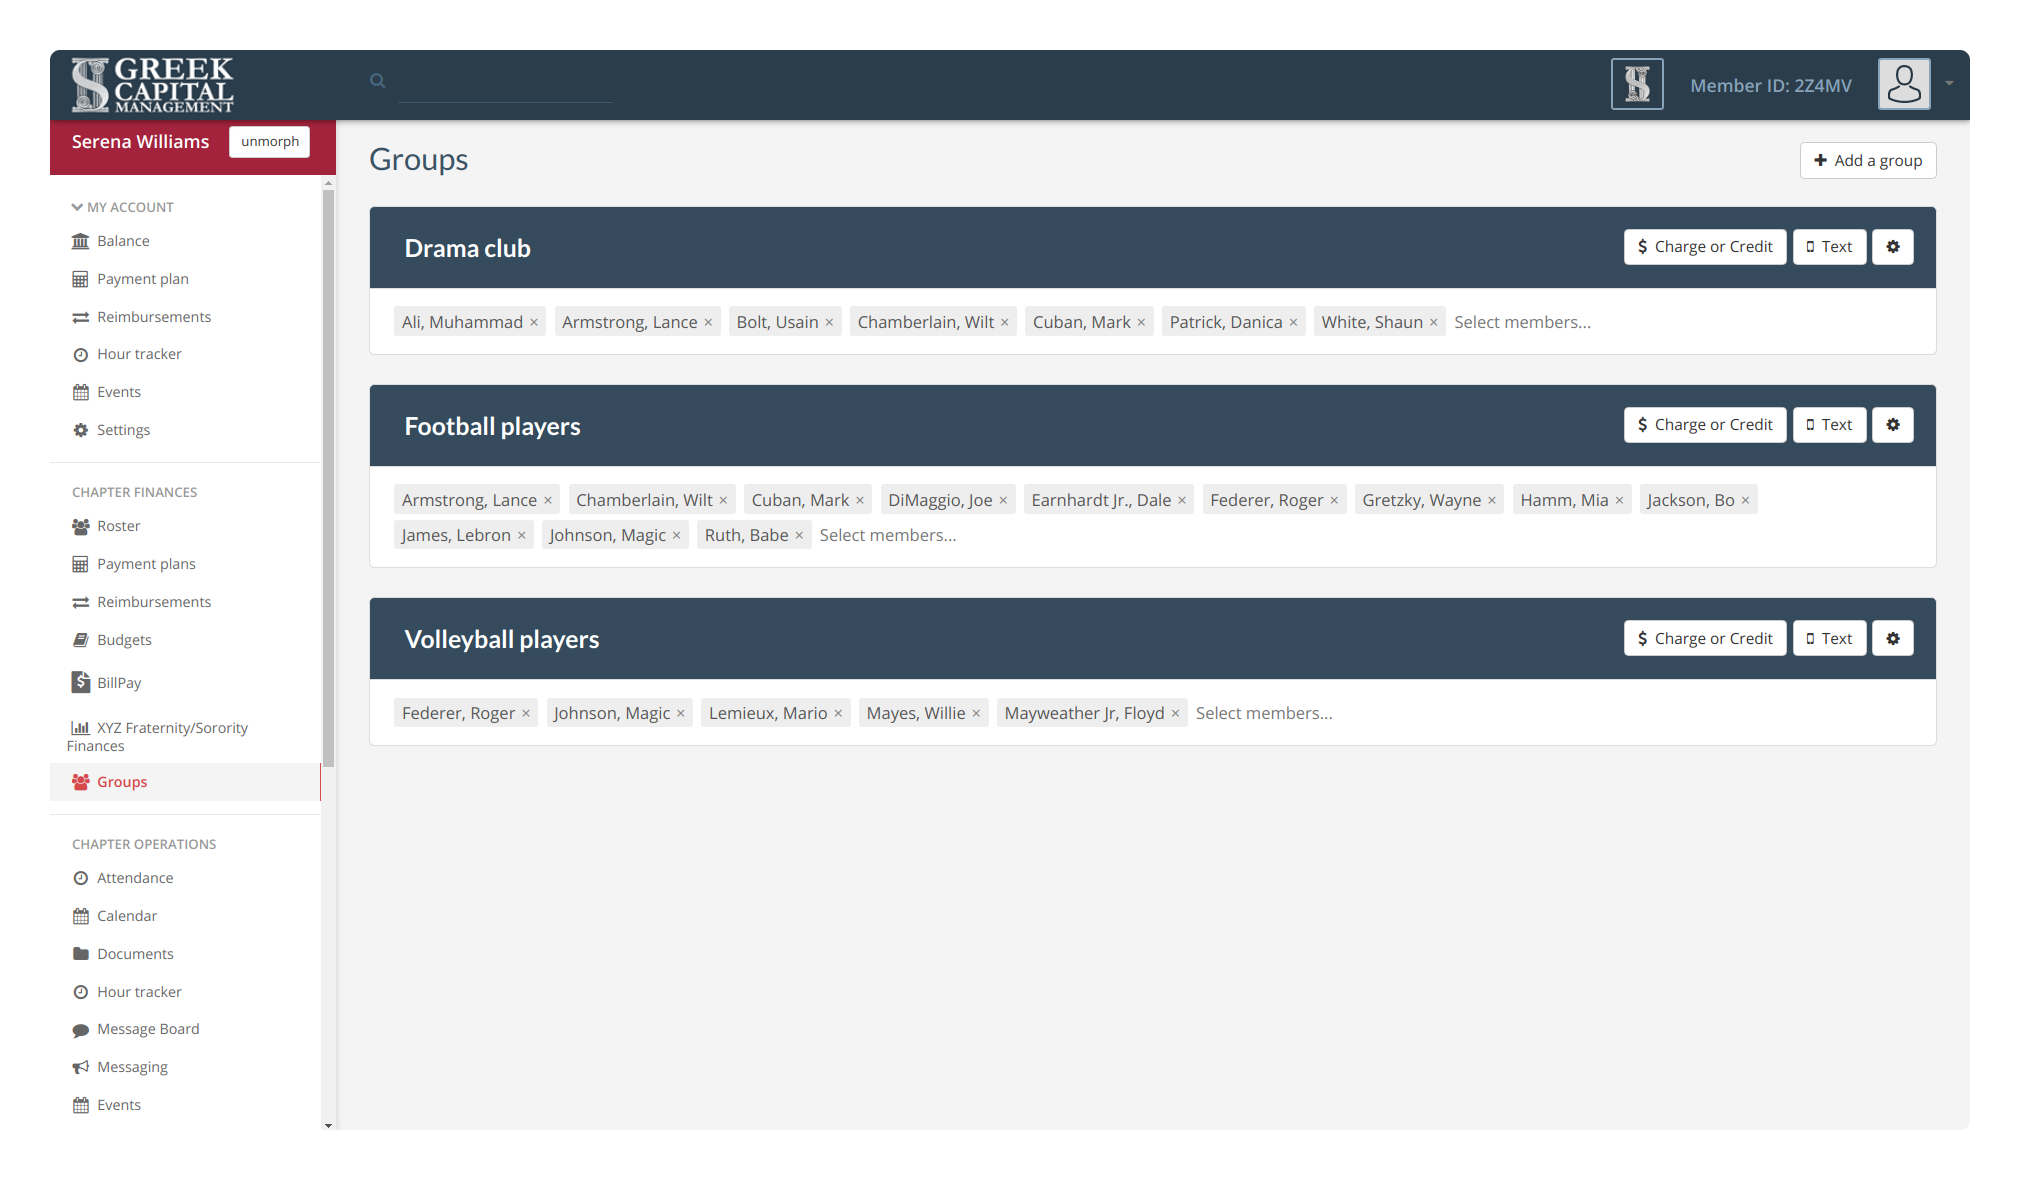 GREEK
CAPITAL
MANAGEMENT
Member ID: 2Z4MV
Serena Williams unmorph
MY ACCOUNT
Balance
Payment plan
Reimbursements
Hour tracker
Events
Settings
CHAPTER FINANCES
Roster
Payment plans
Reimbursements
Budgets
BillPay
XYZ Fraternity/Sorority
Finances
Groups
CHAPTER OPERATIONS
Attendance
Calendar
Documents
Hour tracker
Message Board
Messaging
Events
Groups + Add a group
Drama club $ Charge or Credit Text
Ali, Muhammad × Armstrong, Lance × Bolt, Usain × Chamberlain, Wilt × Cuban, Mark × Patrick, Danica × White, Shaun × Select members...
Football players $ Charge or Credit Text
Armstrong, Lance × Chamberlain, Wilt × Cuban, Mark × DiMaggio, Joe × Earnhardt Jr., Dale × Federer, Roger × Gretzky, Wayne × Hamm, Mia × Jackson, Bo ×
James, Lebron × Johnson, Magic × Ruth, Babe × Select members...
Volleyball players $ Charge or Credit Text
Federer, Roger × Johnson, Magic × Lemieux, Mario × Mayes, Willie × Mayweather Jr, Floyd × Select members...